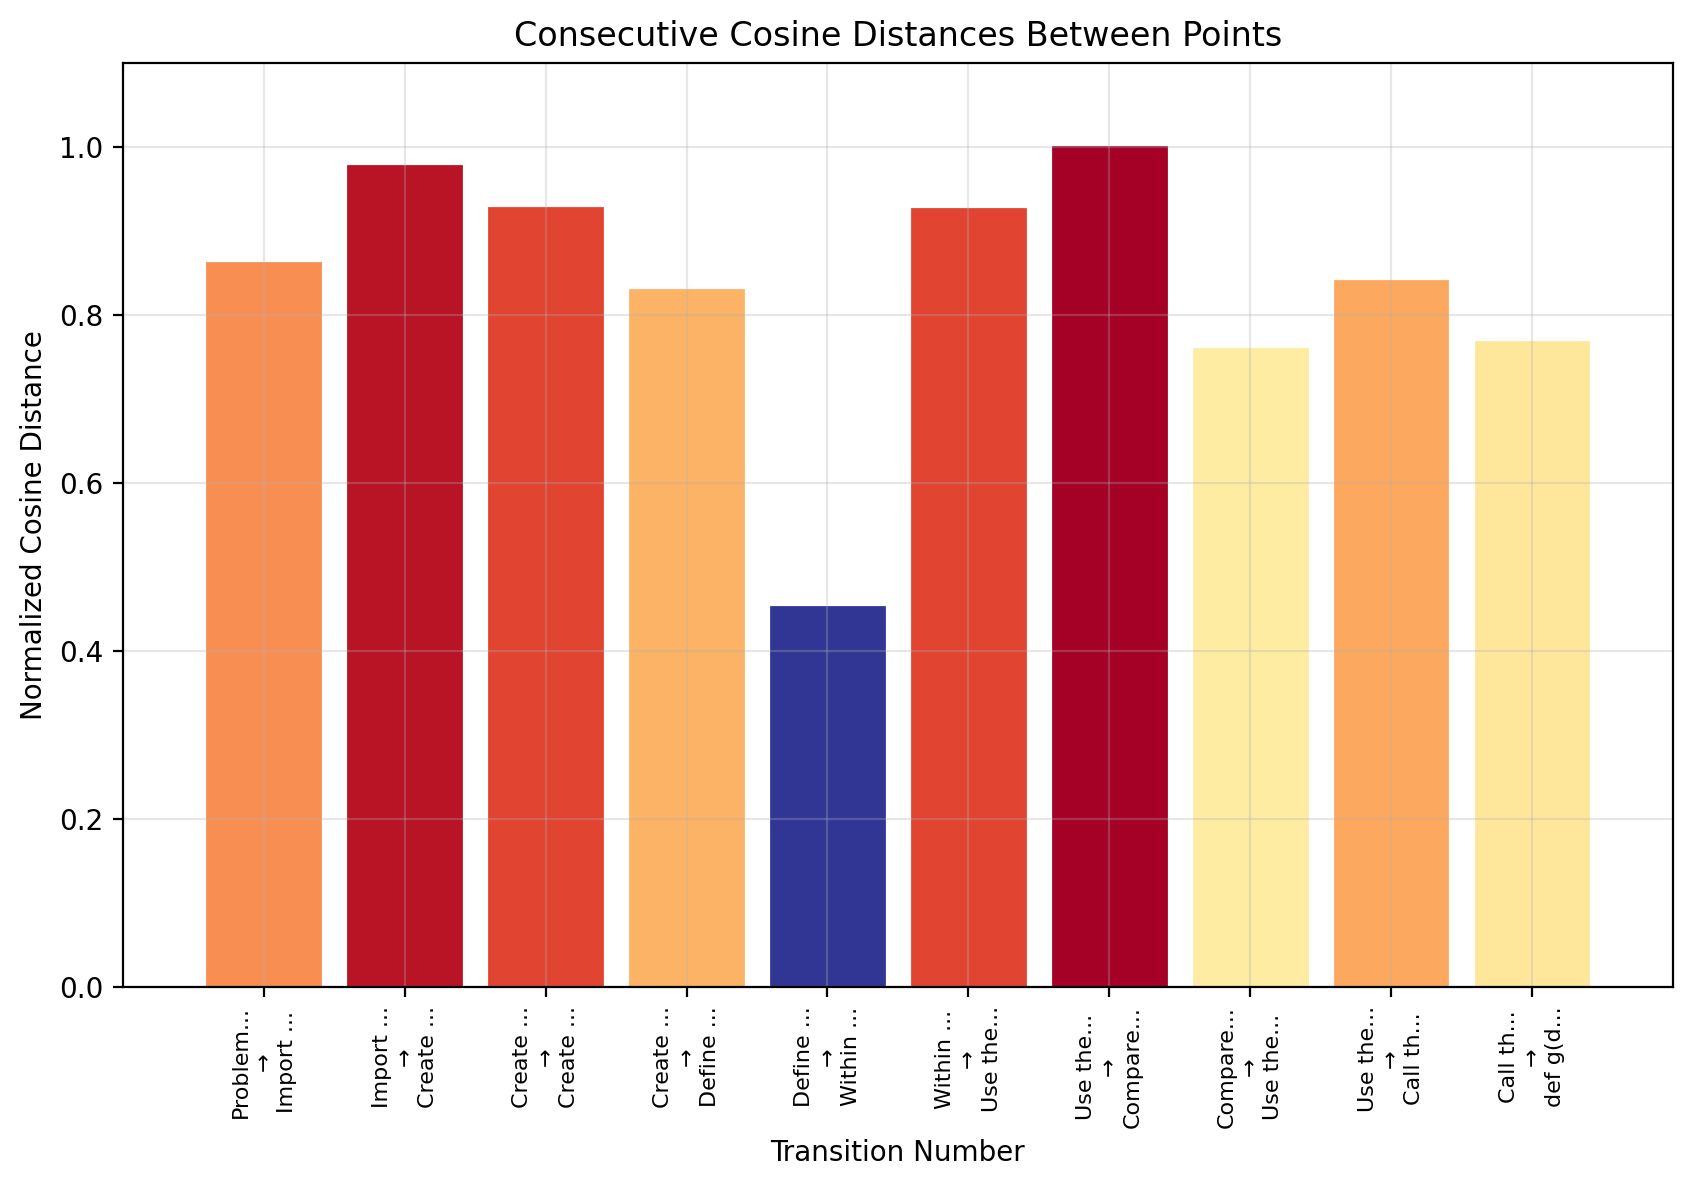 Consecutive Cosine Distances Between Points
Normalized Cosine Distance
1.0
0.8
0.6
0.4
0.2
0.0
Problem...
→
Import ...
Import ...
→
Create ...
Create ...
→
Create ...
Create ...
→
Define ...
Define ...
→
Within ...
Within ...
→
Use the...
Use the...
→
Compare...
Compare...
→
Use the...
Use the...
→
Call th...
Call th...
→
def g(d...
Transition Number